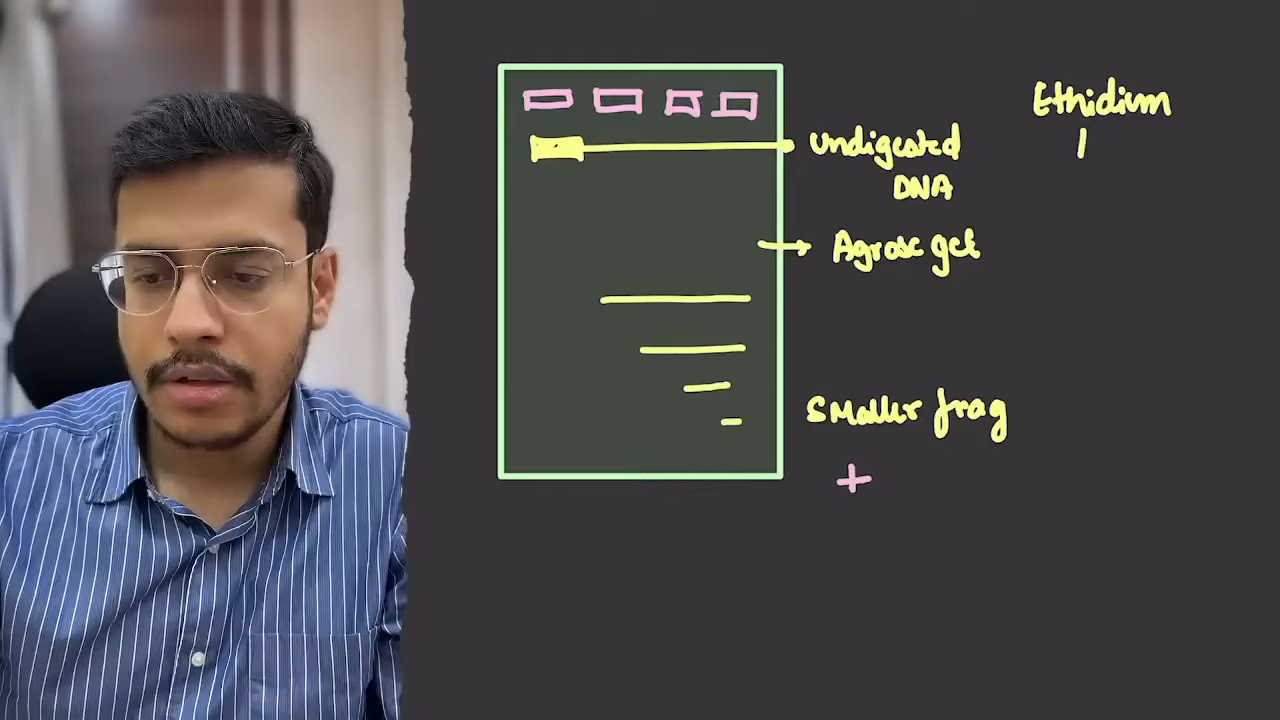 Ethidium
Undigested
DNA
Agrose gel
Smaller frag
+